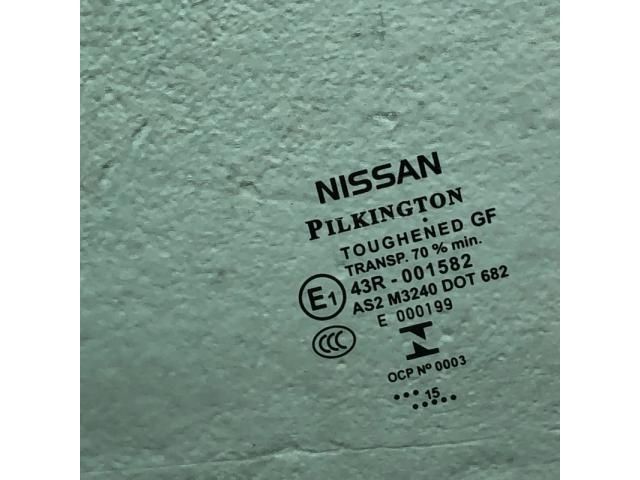 NISSAN
PILKINGTON
TOUGHENED GF
TRANSP. 70 % min.
E1 43R - 001582
AS2 M3240 DOT 682
E 000199
CCC
OCP Nº 0003
••• 15 •••••